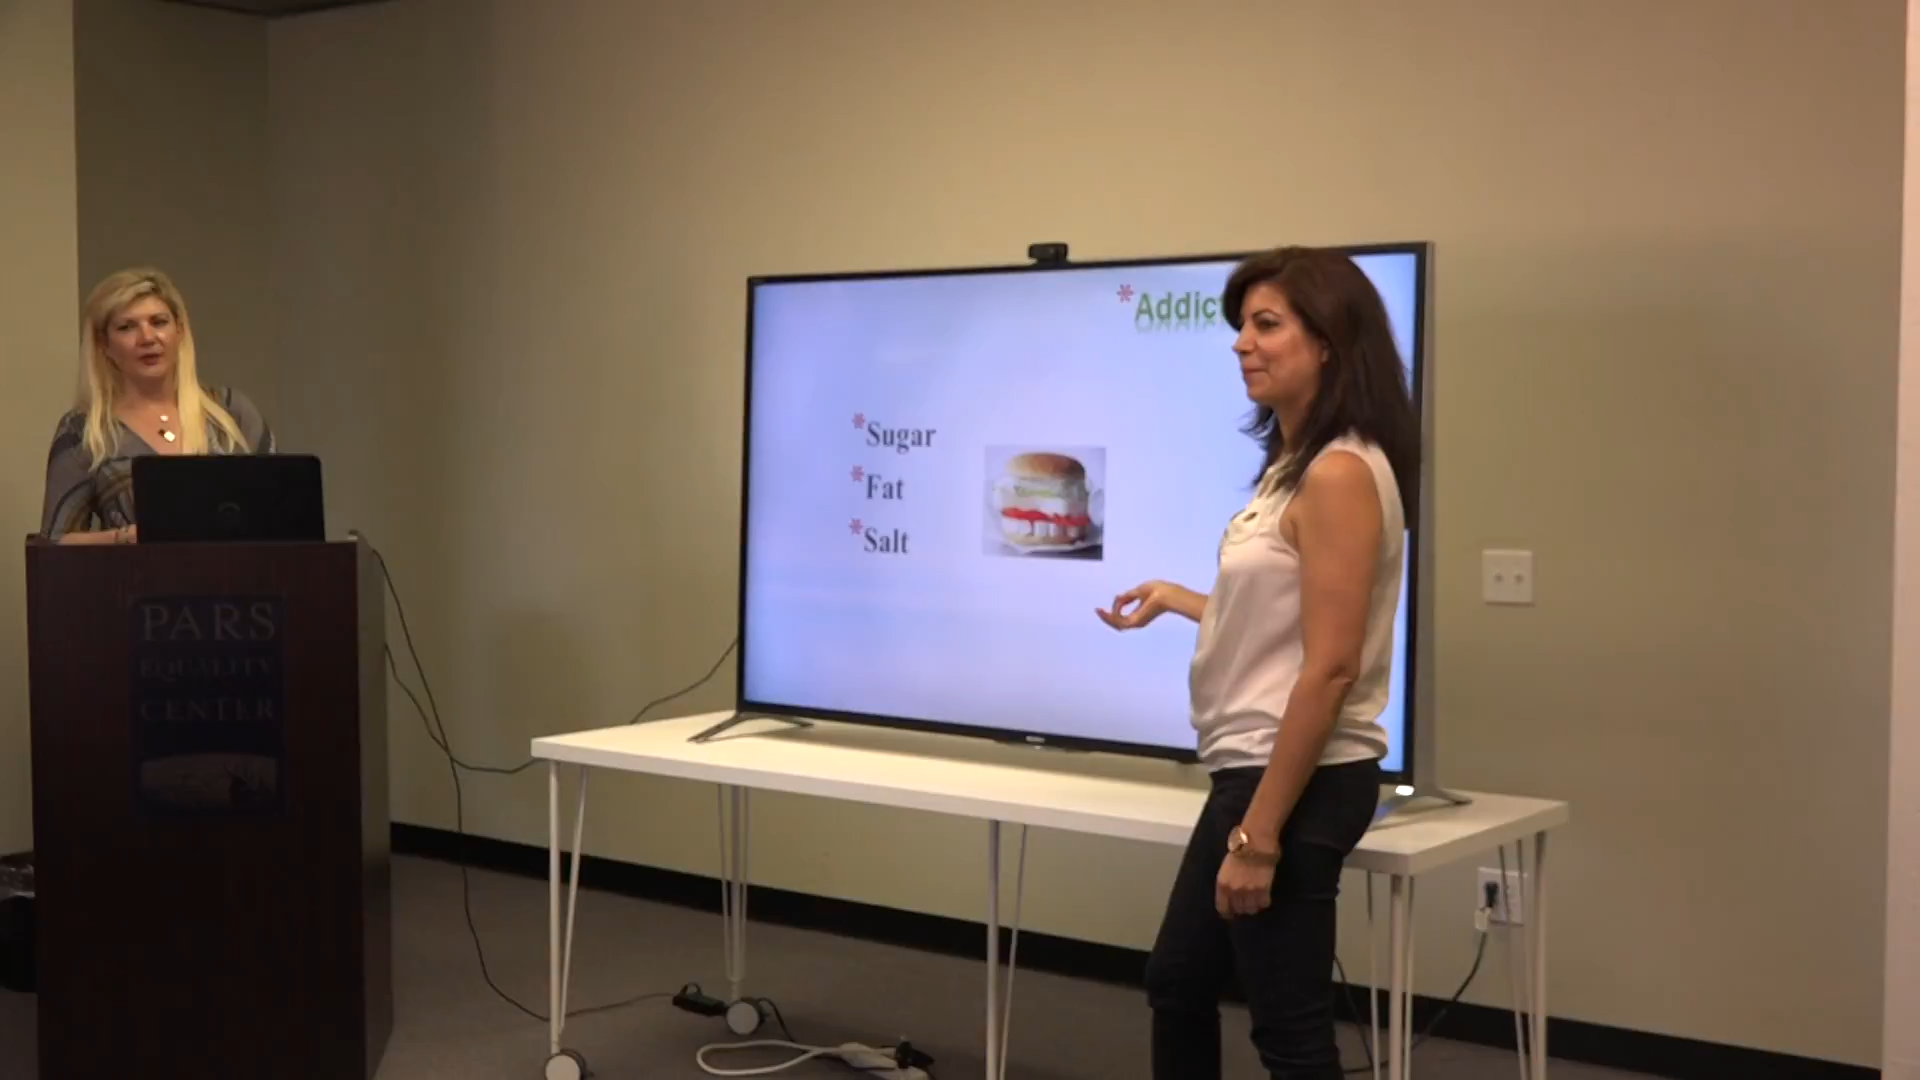 *Addict
*Sugar
*Fat
*Salt
PARS
EQUALITY
CENTER